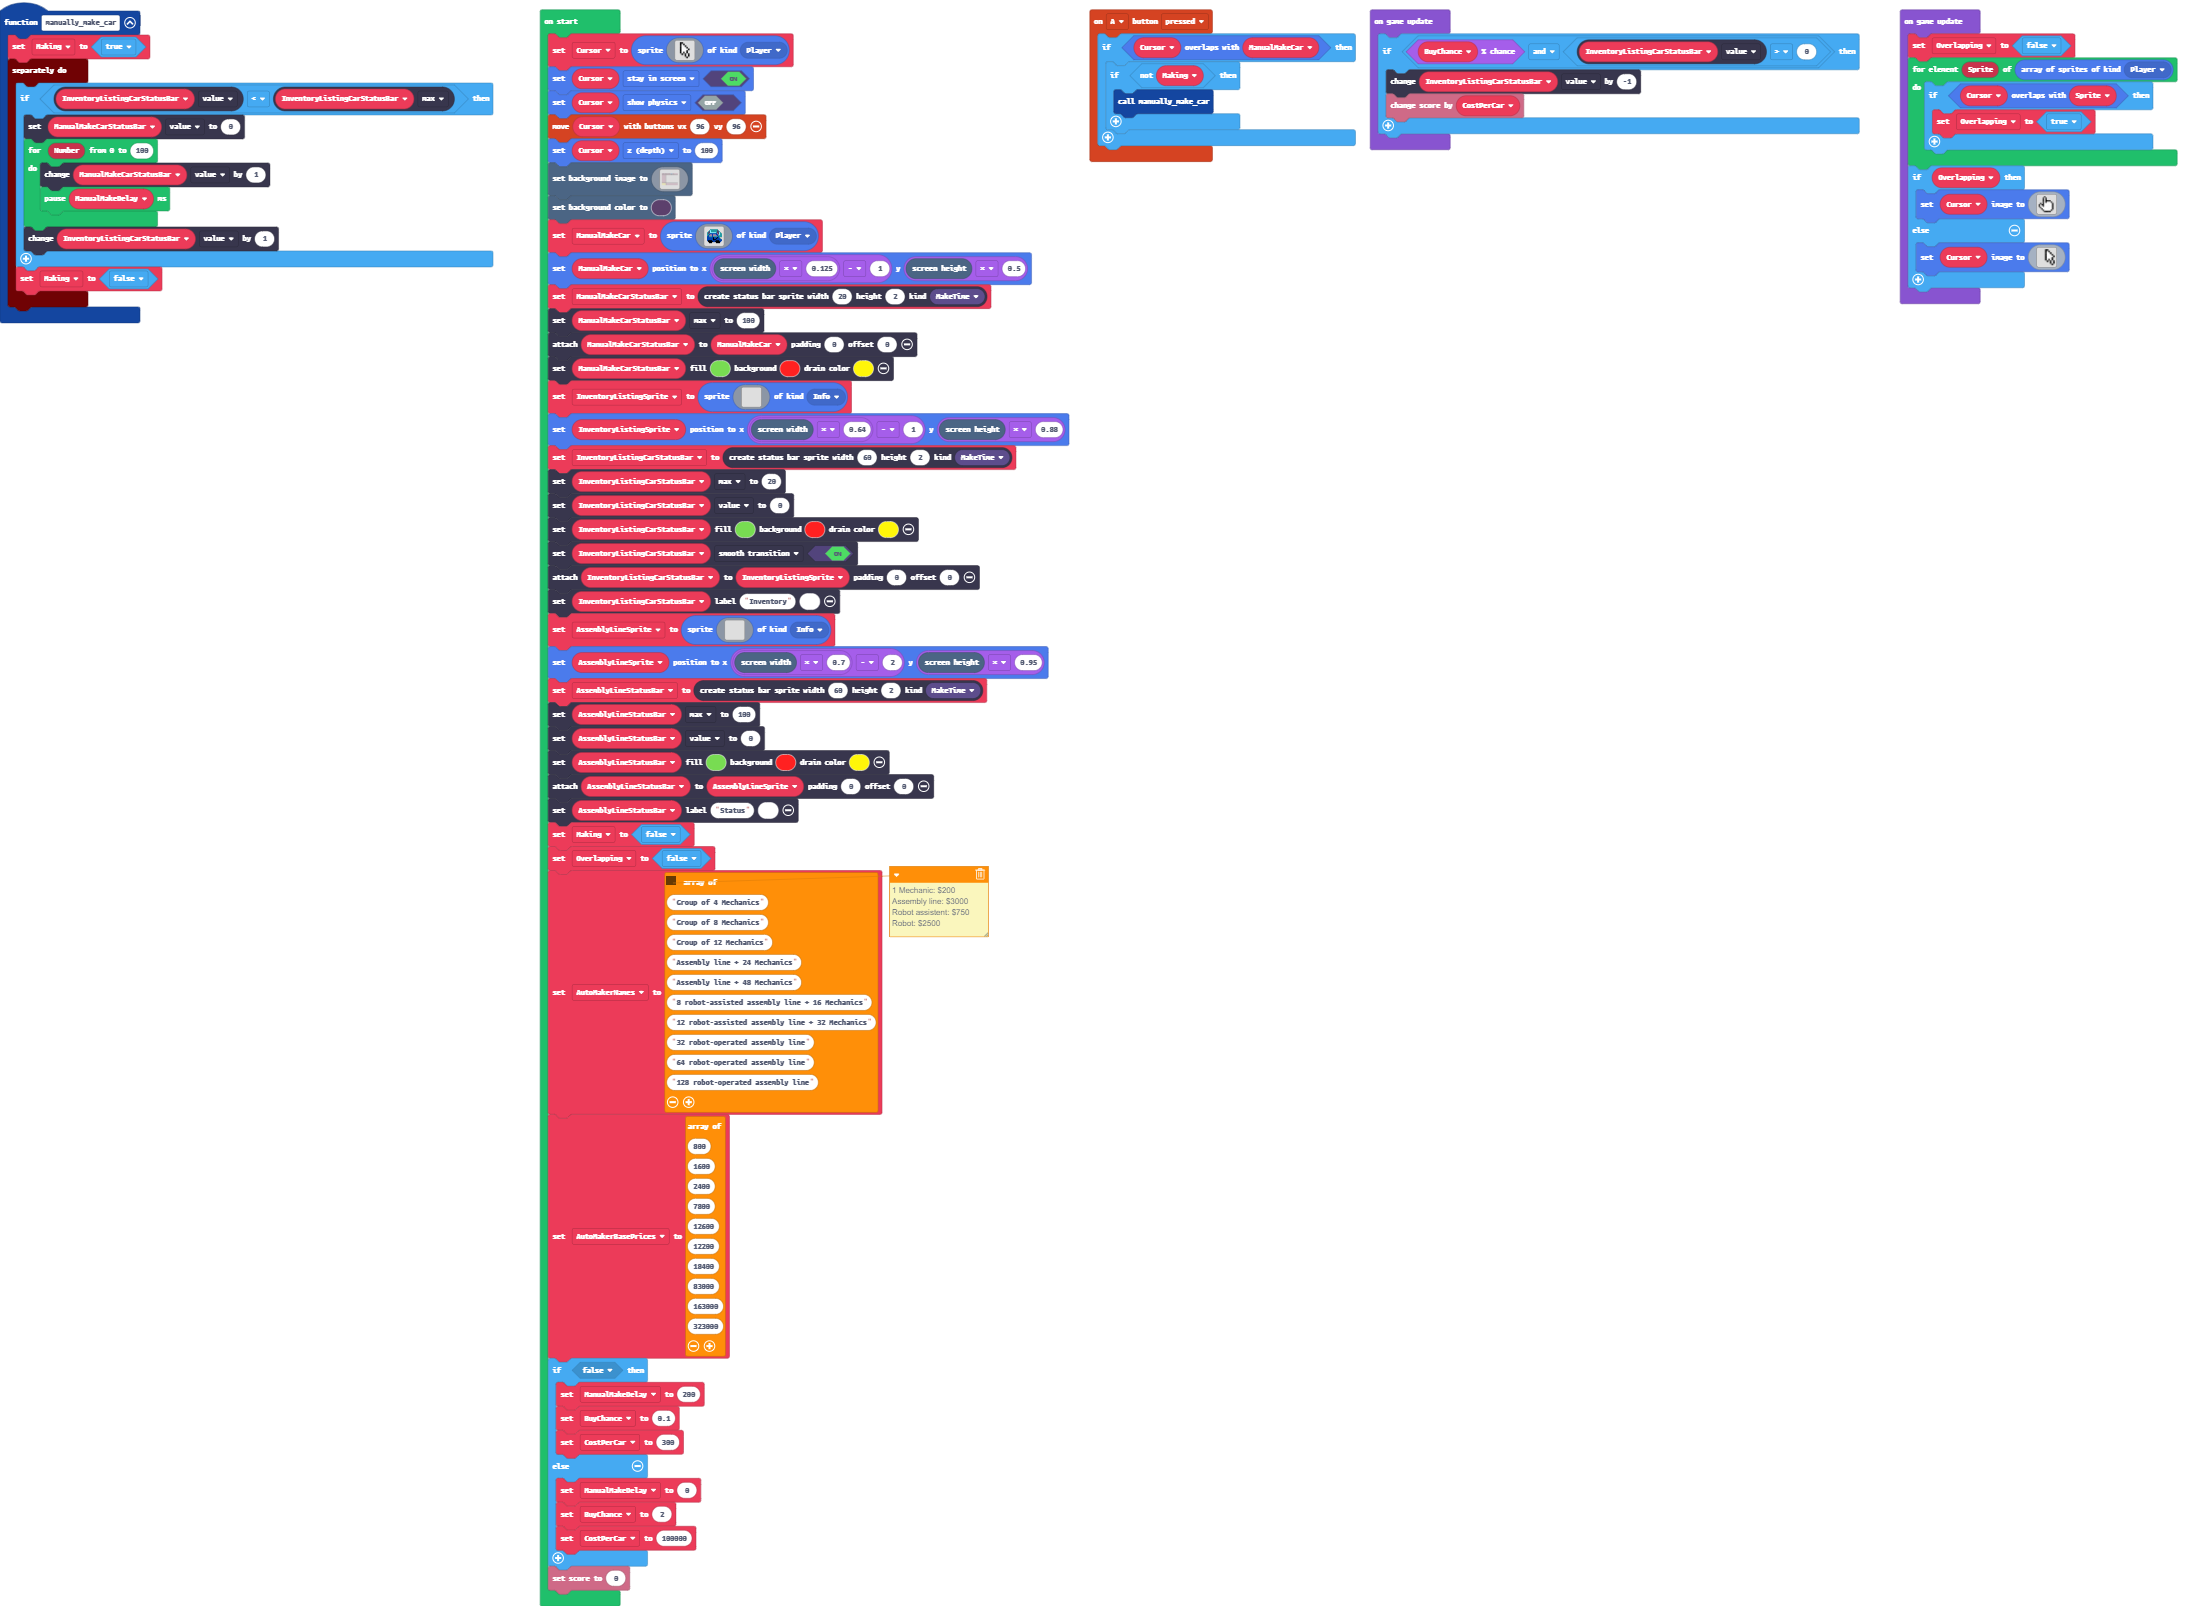 function manually_make_car
set Making to true
separately do
if InventoryListingCarStatusBar value < InventoryListingCarStatusBar max then
set ManualMakeCarStatusBar value to 0
for Number from 0 to 100
do
change ManualMakeCarStatusBar value by 1
pause ManualMakeDelay ms
change InventoryListingCarStatusBar value by 1
set Making to false
on start
set Cursor to sprite of kind Player
set Cursor stay in screen ON
set Cursor show physics OFF
move Cursor with buttons vx 96 vy 96
set Cursor z (depth) to 100
set background image to
set background color to
set ManualMakeCar to sprite of kind Player
set ManualMakeCar position to x screen width × 0.125 - 1 y screen height × 0.5
set ManualMakeCarStatusBar to create status bar sprite width 20 height 2 kind MakeTime
set ManualMakeCarStatusBar max to 100
attach ManualMakeCarStatusBar to ManualMakeCar padding 0 offset 0
set ManualMakeCarStatusBar fill background drain color
set InventoryListingSprite to sprite of kind Info
set InventoryListingSprite position to x screen width × 0.64 - 1 y screen height × 0.88
set InventoryListingCarStatusBar to create status bar sprite width 60 height 2 kind MakeTime
set InventoryListingCarStatusBar max to 20
set InventoryListingCarStatusBar value to 0
set InventoryListingCarStatusBar fill background drain color
set InventoryListingCarStatusBar smooth transition ON
attach InventoryListingCarStatusBar to InventoryListingSprite padding 0 offset 0
set InventoryListingCarStatusBar label "Inventory"
set AssemblyLineSprite to sprite of kind Info
set AssemblyLineSprite position to x screen width × 0.7 - 2 y screen height × 0.95
set AssemblyLineStatusBar to create status bar sprite width 60 height 2 kind MakeTime
set AssemblyLineStatusBar max to 100
set AssemblyLineStatusBar value to 0
set AssemblyLineStatusBar fill background drain color
attach AssemblyLineStatusBar to AssemblyLineSprite padding 0 offset 0
set AssemblyLineStatusBar label "Status"
set Making to false
set Overlapping to false
set AutoMakerNames to array of
"Group of 4 Mechanics"
"Group of 8 Mechanics"
"Group of 12 Mechanics"
"Assembly line + 24 Mechanics"
"Assembly line + 48 Mechanics"
"8 robot-assisted assembly line + 16 Mechanics"
"12 robot-assisted assembly line + 32 Mechanics"
"32 robot-operated assembly line"
"64 robot-operated assembly line"
"128 robot-operated assembly line"
1 Mechanic: $200
Assembly line: $3000
Robot assistent: $750
Robot: $2500
set AutoMakerBasePrices to array of
800
1600
2400
7800
12600
12200
18400
83000
163000
323000
if false then
set ManualMakeDelay to 200
set BuyChance to 0.1
set CostPerCar to 300
else
set ManualMakeDelay to 0
set BuyChance to 2
set CostPerCar to 100000
set score to 0
on A button pressed
if Cursor overlaps with ManualMakeCar then
if not Making then
call manually_make_car
on game update
if BuyChance % chance and InventoryListingCarStatusBar value > 0 then
change InventoryListingCarStatusBar value by -1
change score by CostPerCar
on game update
set Overlapping to false
for element Sprite of array of sprites of kind Player
do
if Cursor overlaps with Sprite then
set Overlapping to true
if Overlapping then
set Cursor image to
else
set Cursor image to